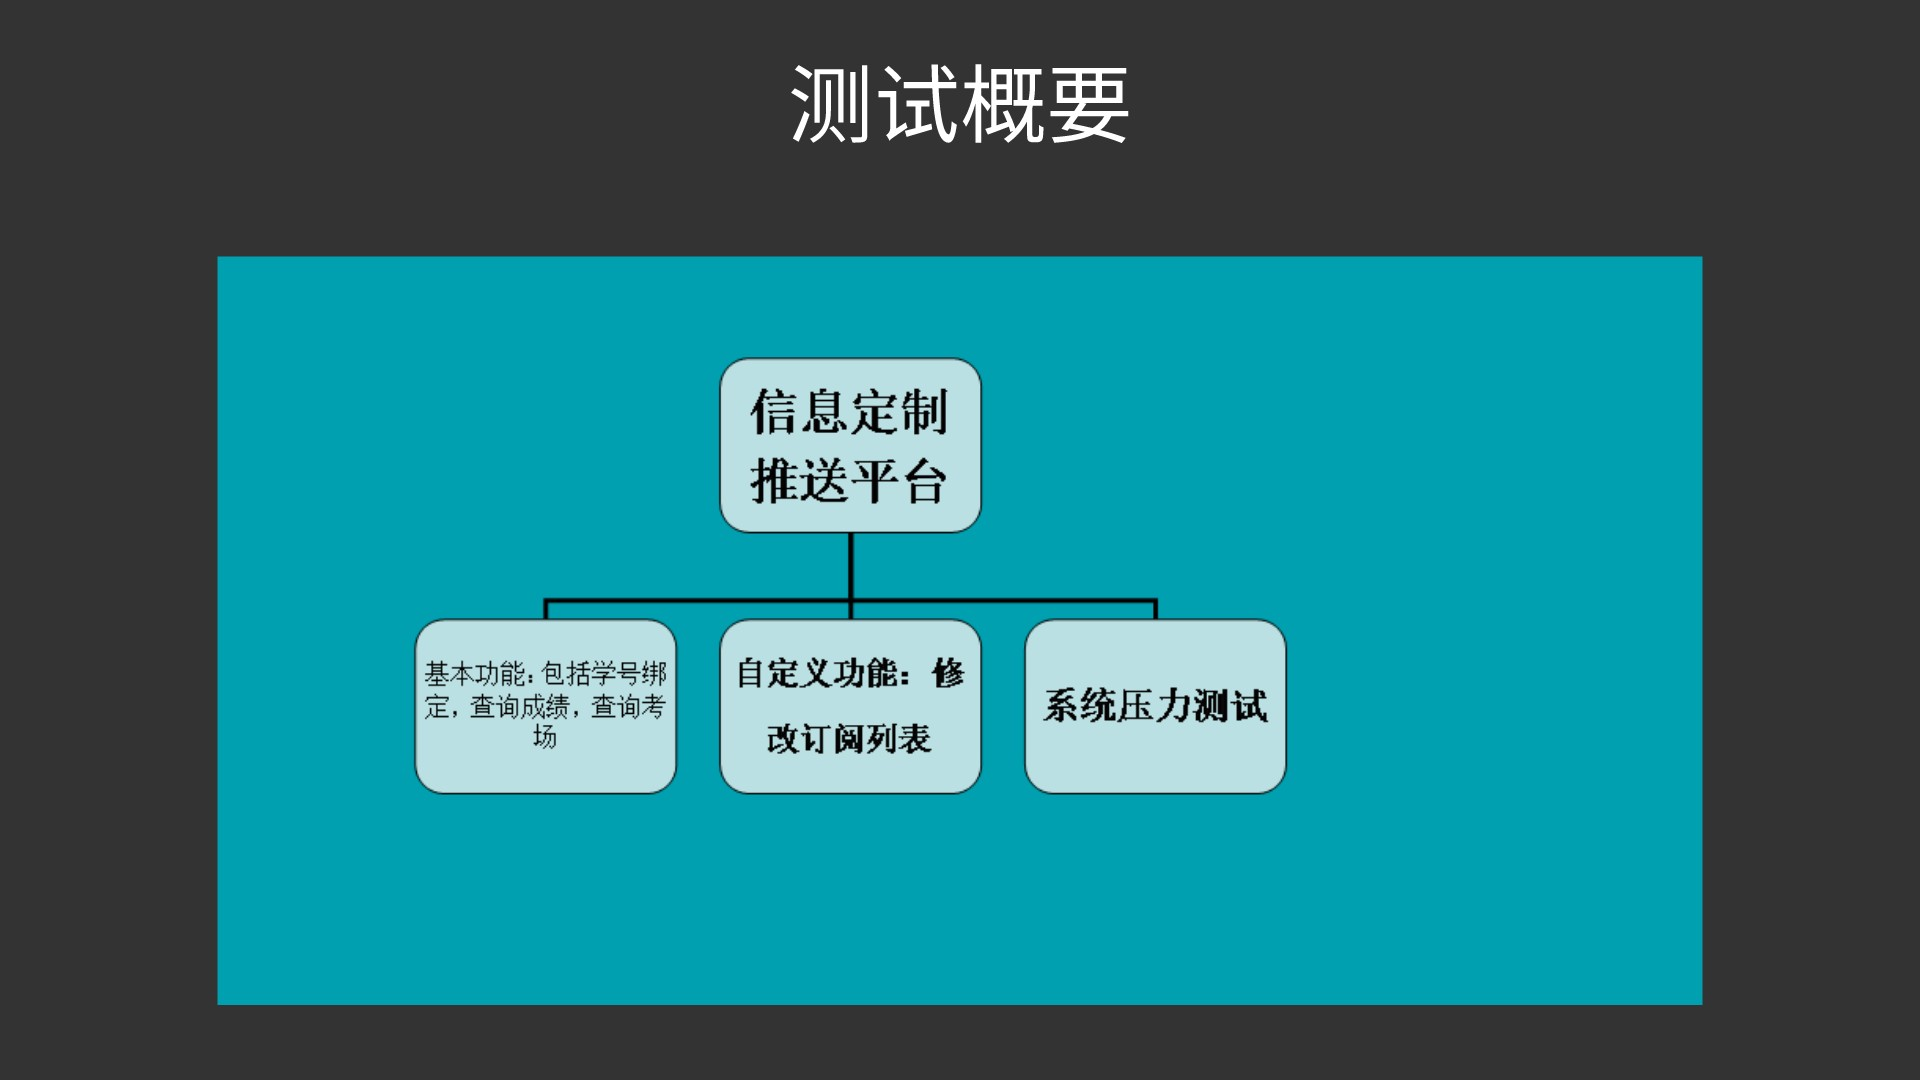 测试概要
信息定制
推送平台
基本功能：包括学号绑
定，查询成绩，查询考
场
自定义功能：修
改订阅列表
系统压力测试